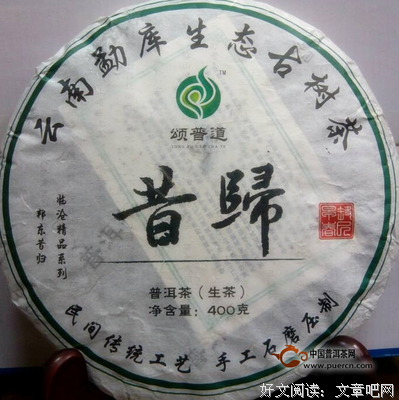 云南勐库生态古树茶
TM
颂普道
昔歸
临沧精品系列
邦东昔归
普洱茶（生茶）
净含量：400克
民间传统工艺 手工石磨压制
中国普洱茶网
www.puercn.com
好文阅读：文章吧网